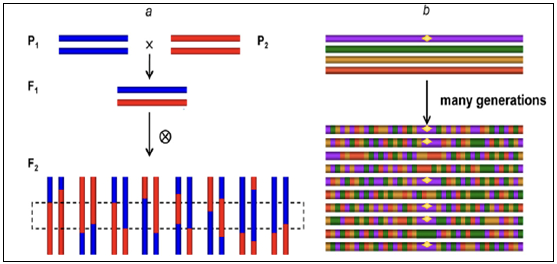 a
b
P1
x
P2
F1
⊗
F2
many generations